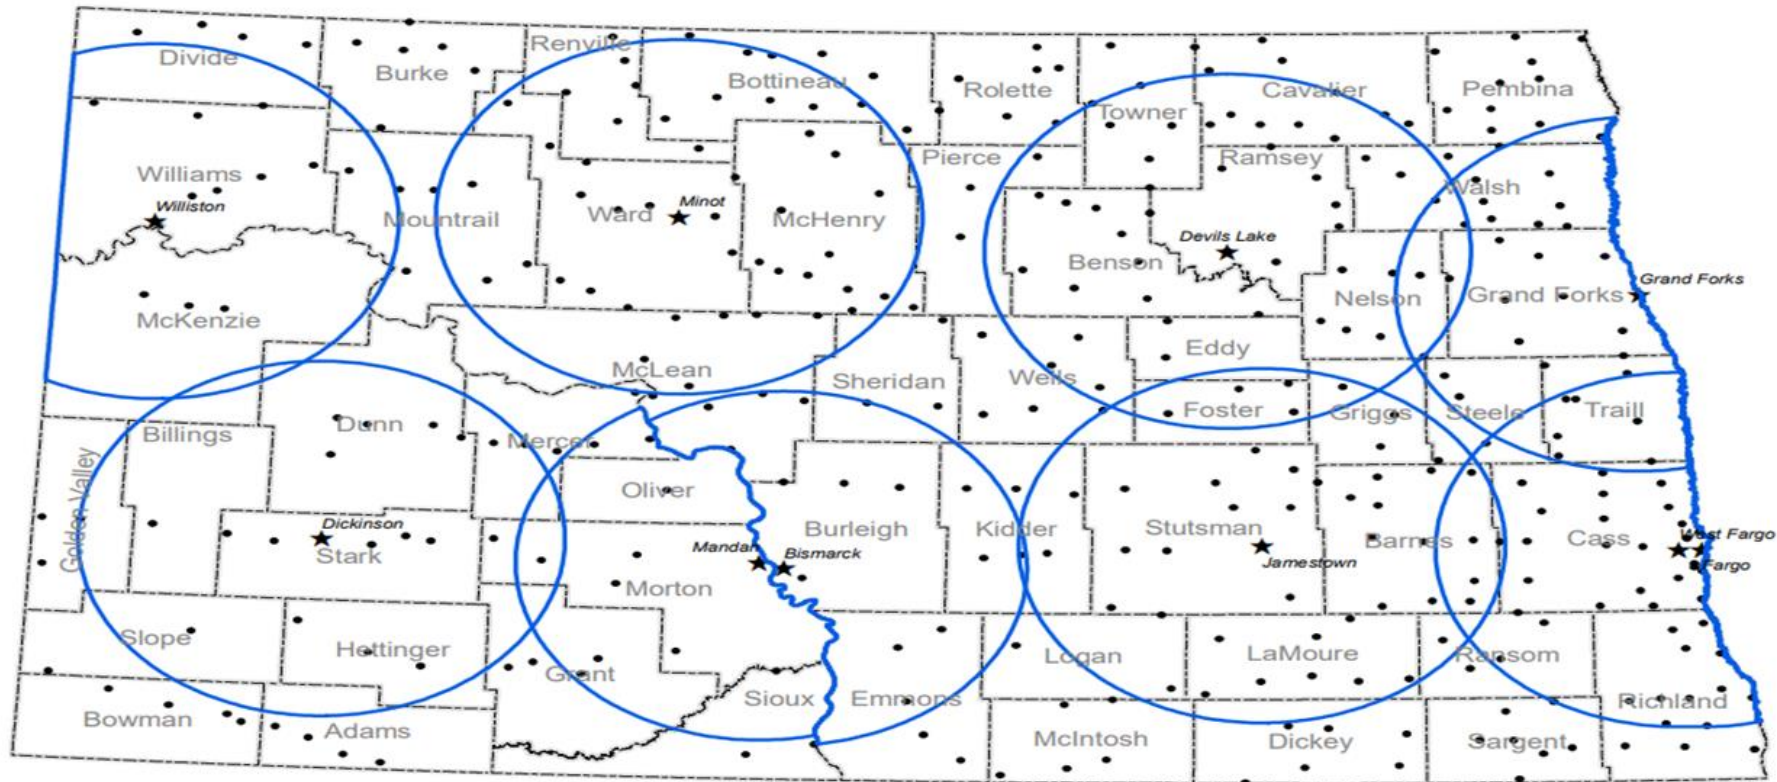 Divide
Burke
Renville
Bottineau
Rolette
Towner
Cavalier
Pembina
Williams
Williston
Mountrail
Ward
Minot
McHenry
Pierce
Ramsey
Walsh
Benson
Devils Lake
Nelson
Grand Forks
Grand Forks
McKenzie
McLean
Sheridan
Wells
Eddy
Foster
Griggs
Steele
Traill
Golden Valley
Billings
Dunn
Mercer
Oliver
Dickinson
Stark
Mandan
Bismarck
Burleigh
Kidder
Stutsman
Jamestown
Barnes
Cass
West Fargo
Fargo
Morton
Slope
Hettinger
Grant
Sioux
Emmons
Logan
LaMoure
Ransom
Richland
Bowman
Adams
McIntosh
Dickey
Sargent